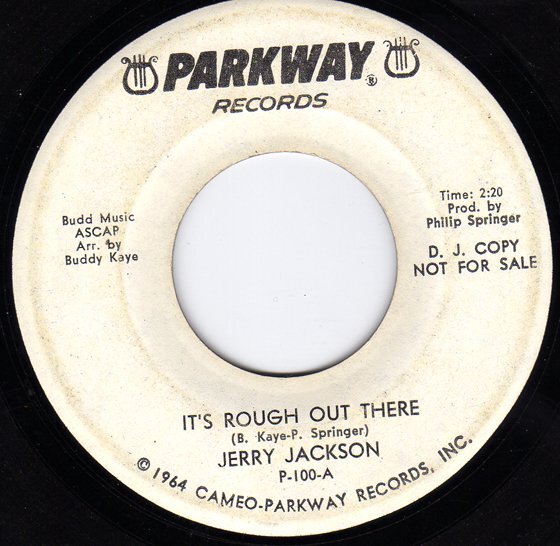 PARKWAY®
RECORDS
Budd Music
ASCAP
Arr. by
Buddy Kaye
Time: 2:20
Prod. by
Philip Springer
D. J. COPY
NOT FOR SALE
IT'S ROUGH OUT THERE
(B. Kaye-P. Springer)
JERRY JACKSON
P-100-A
© 1964 CAMEO-PARKWAY RECORDS, INC.